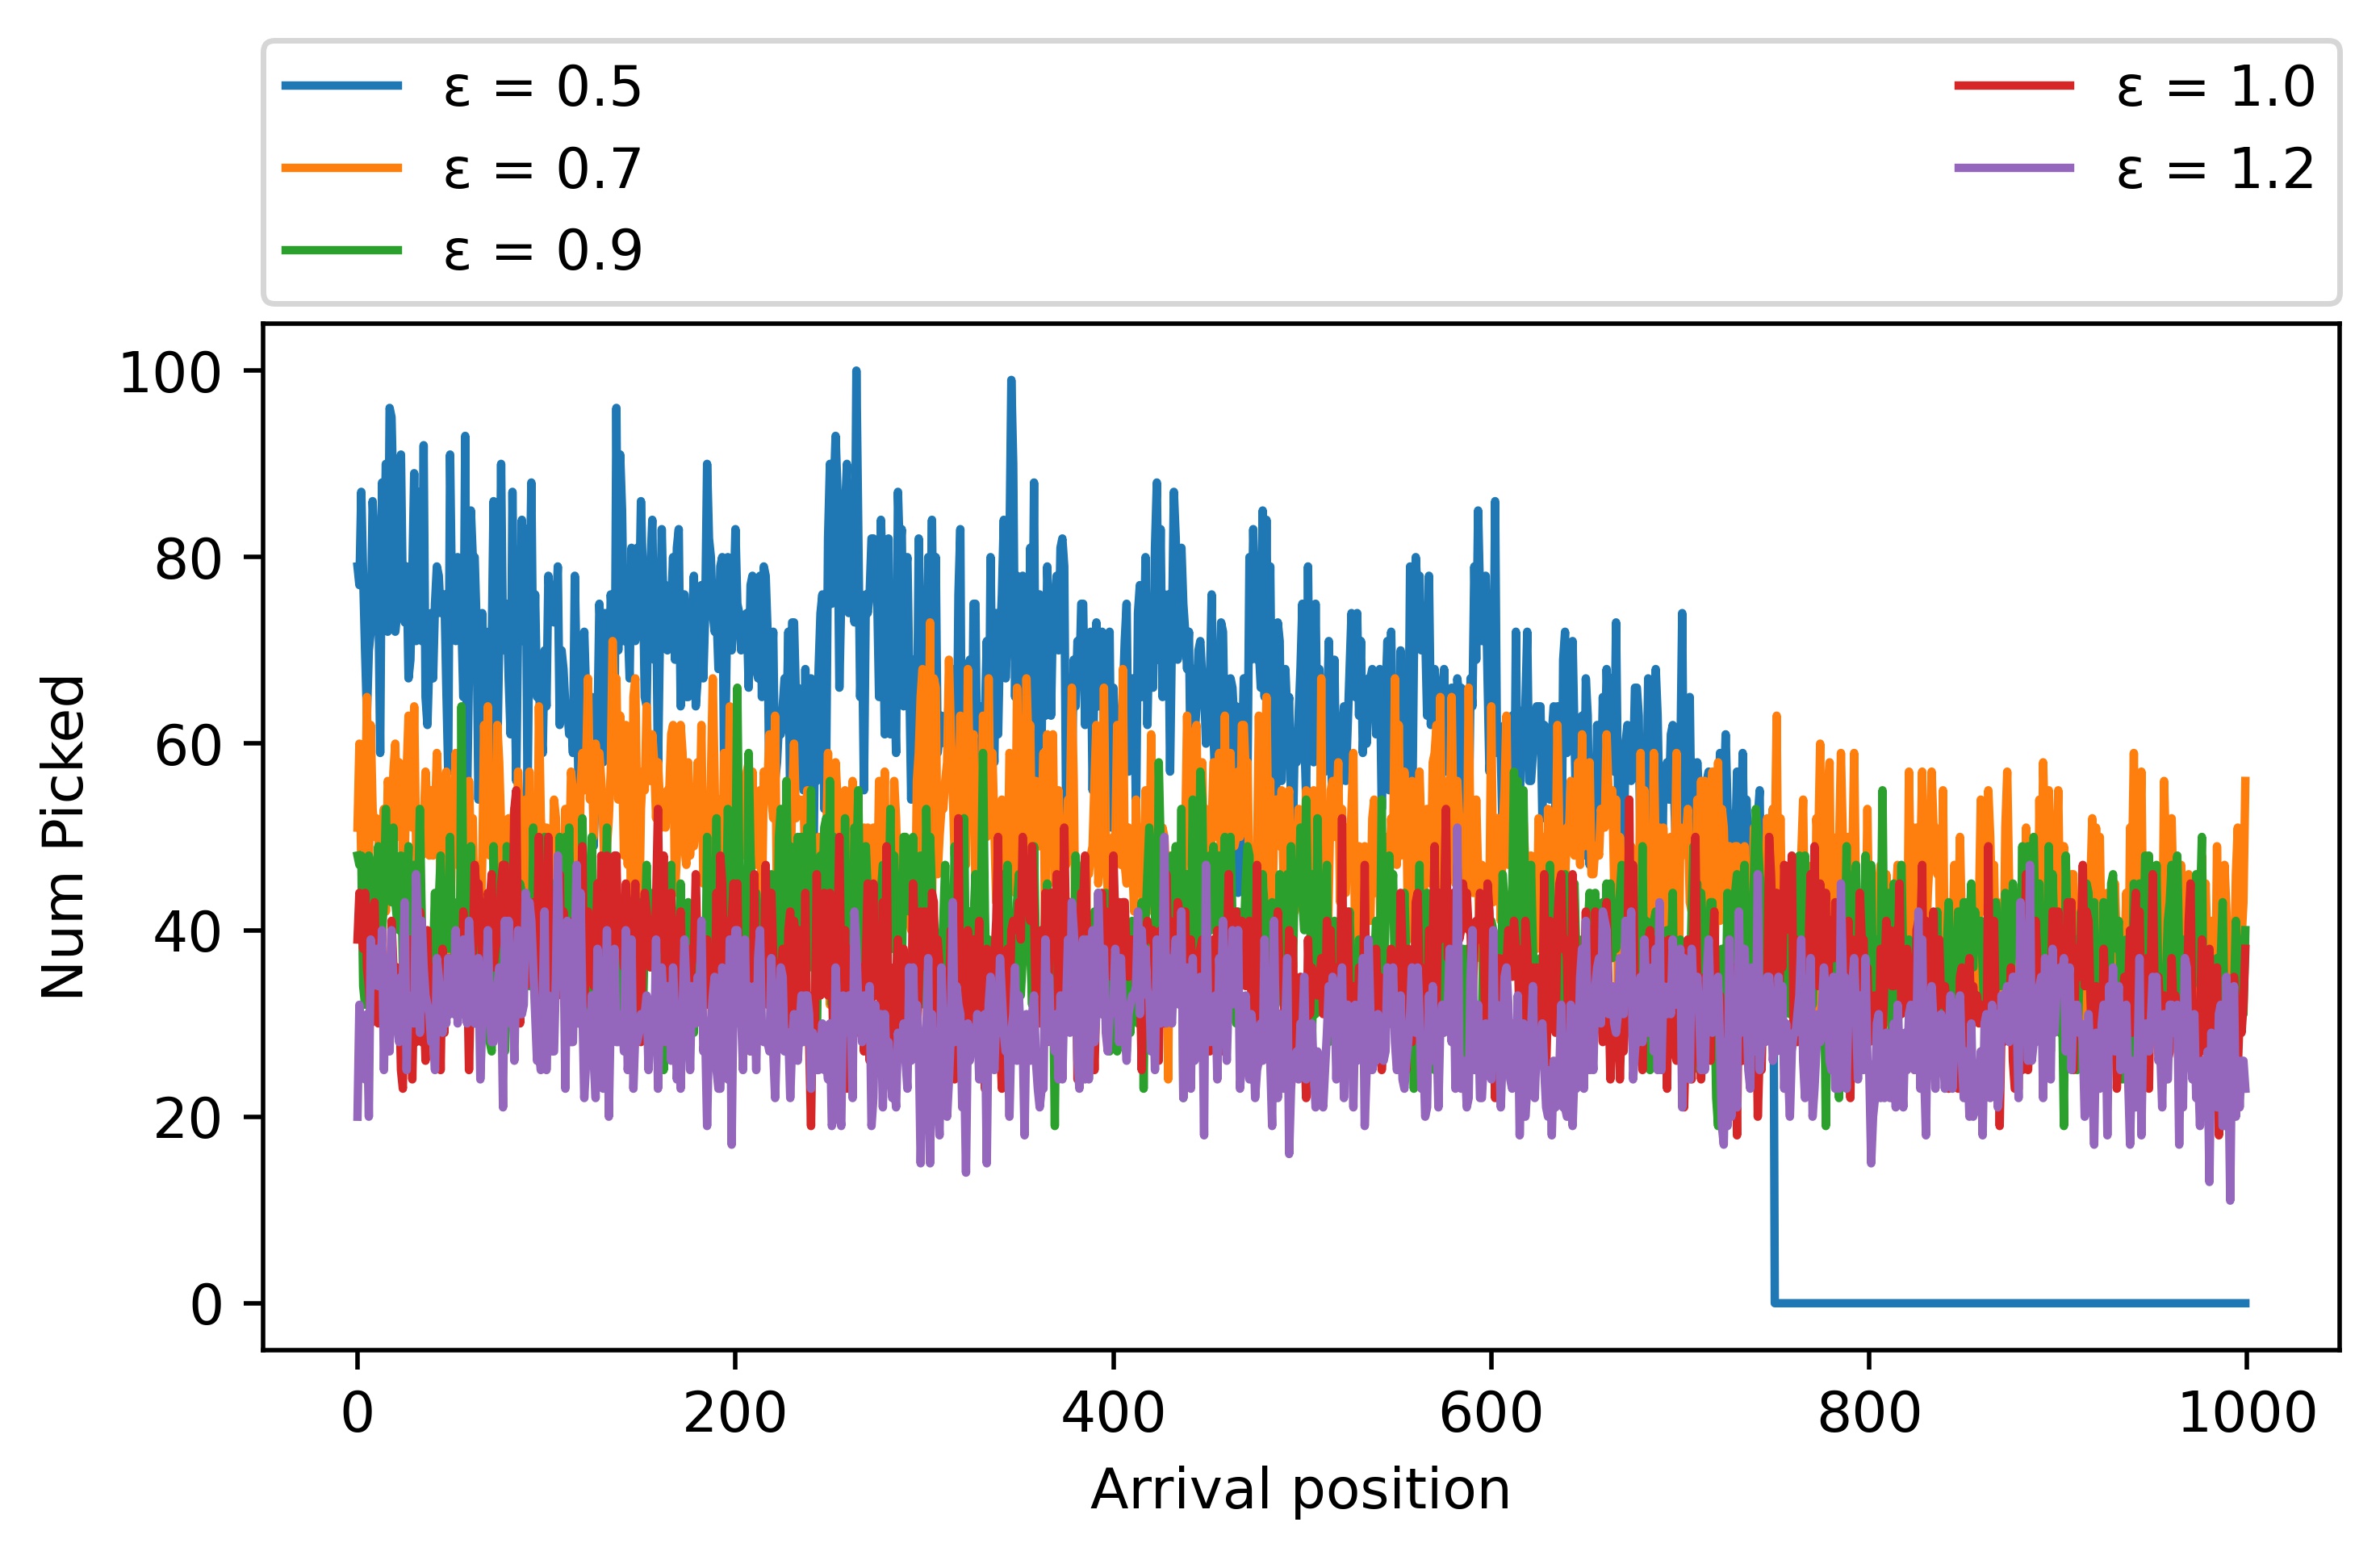 ε = 0.5
ε = 0.7
ε = 0.9
ε = 1.0
ε = 1.2
Num Picked
100
80
60
40
20
0
0 200 400 600 800 1000
Arrival position